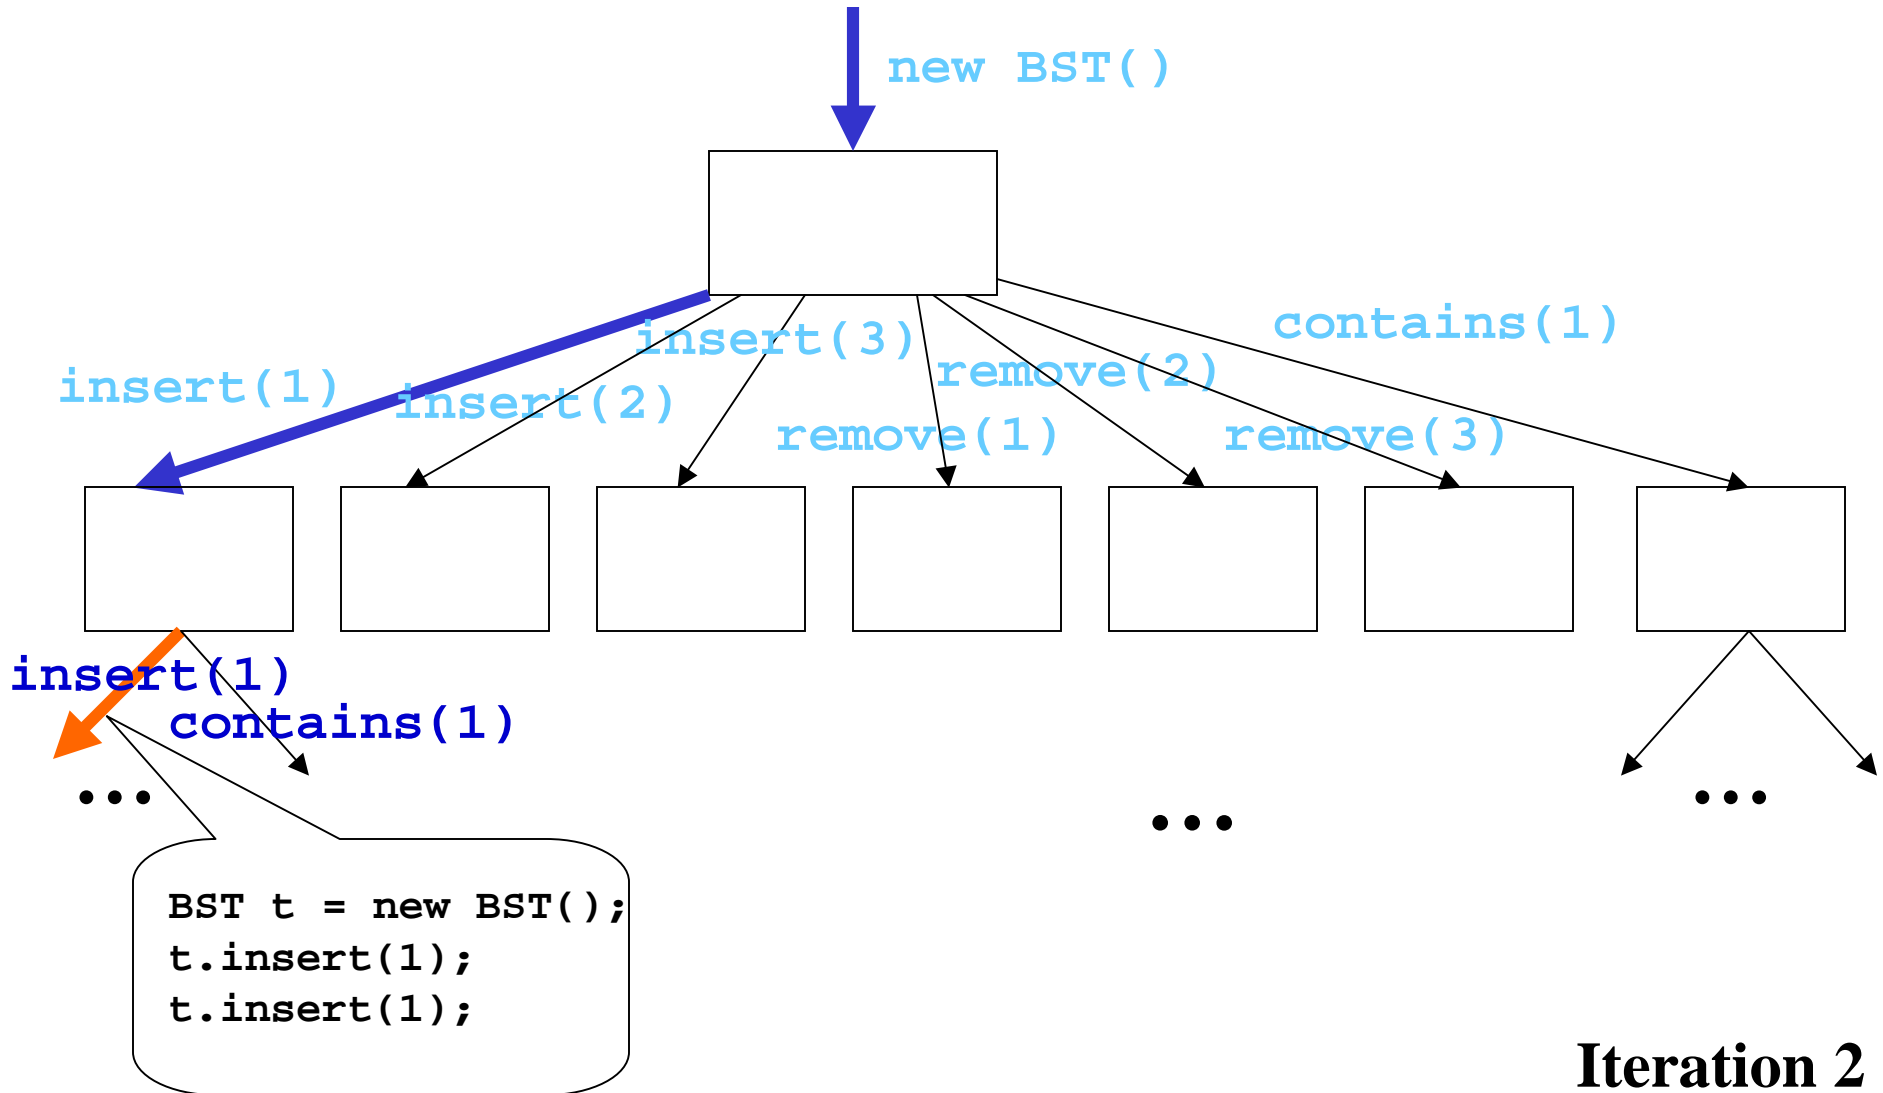 new BST()
contains(1)
insert(3)
remove(2)
insert(1)
insert(2)
remove(1)
remove(3)
insert(1)
contains(1)
...
...
...
BST t = new BST();
t.insert(1);
t.insert(1);
Iteration 2